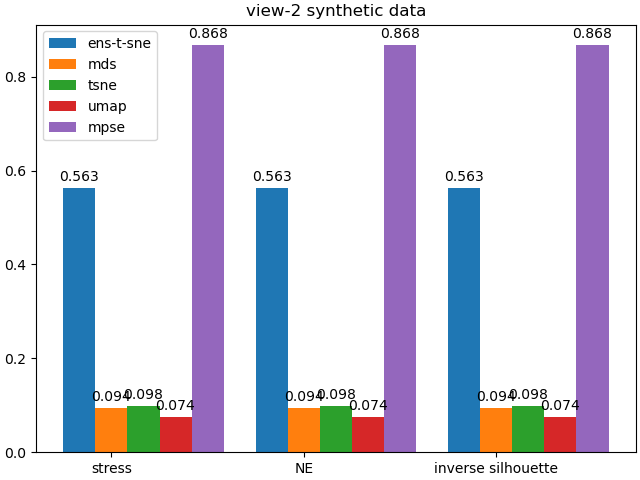 view-2 synthetic data
ens-t-sne
mds
tsne
umap
mpse
0.8
0.6
0.4
0.2
0.0
0.563
0.094
0.098
0.074
0.868
0.563
0.094
0.098
0.074
0.868
0.563
0.094
0.098
0.074
0.868
stress
NE
inverse silhouette